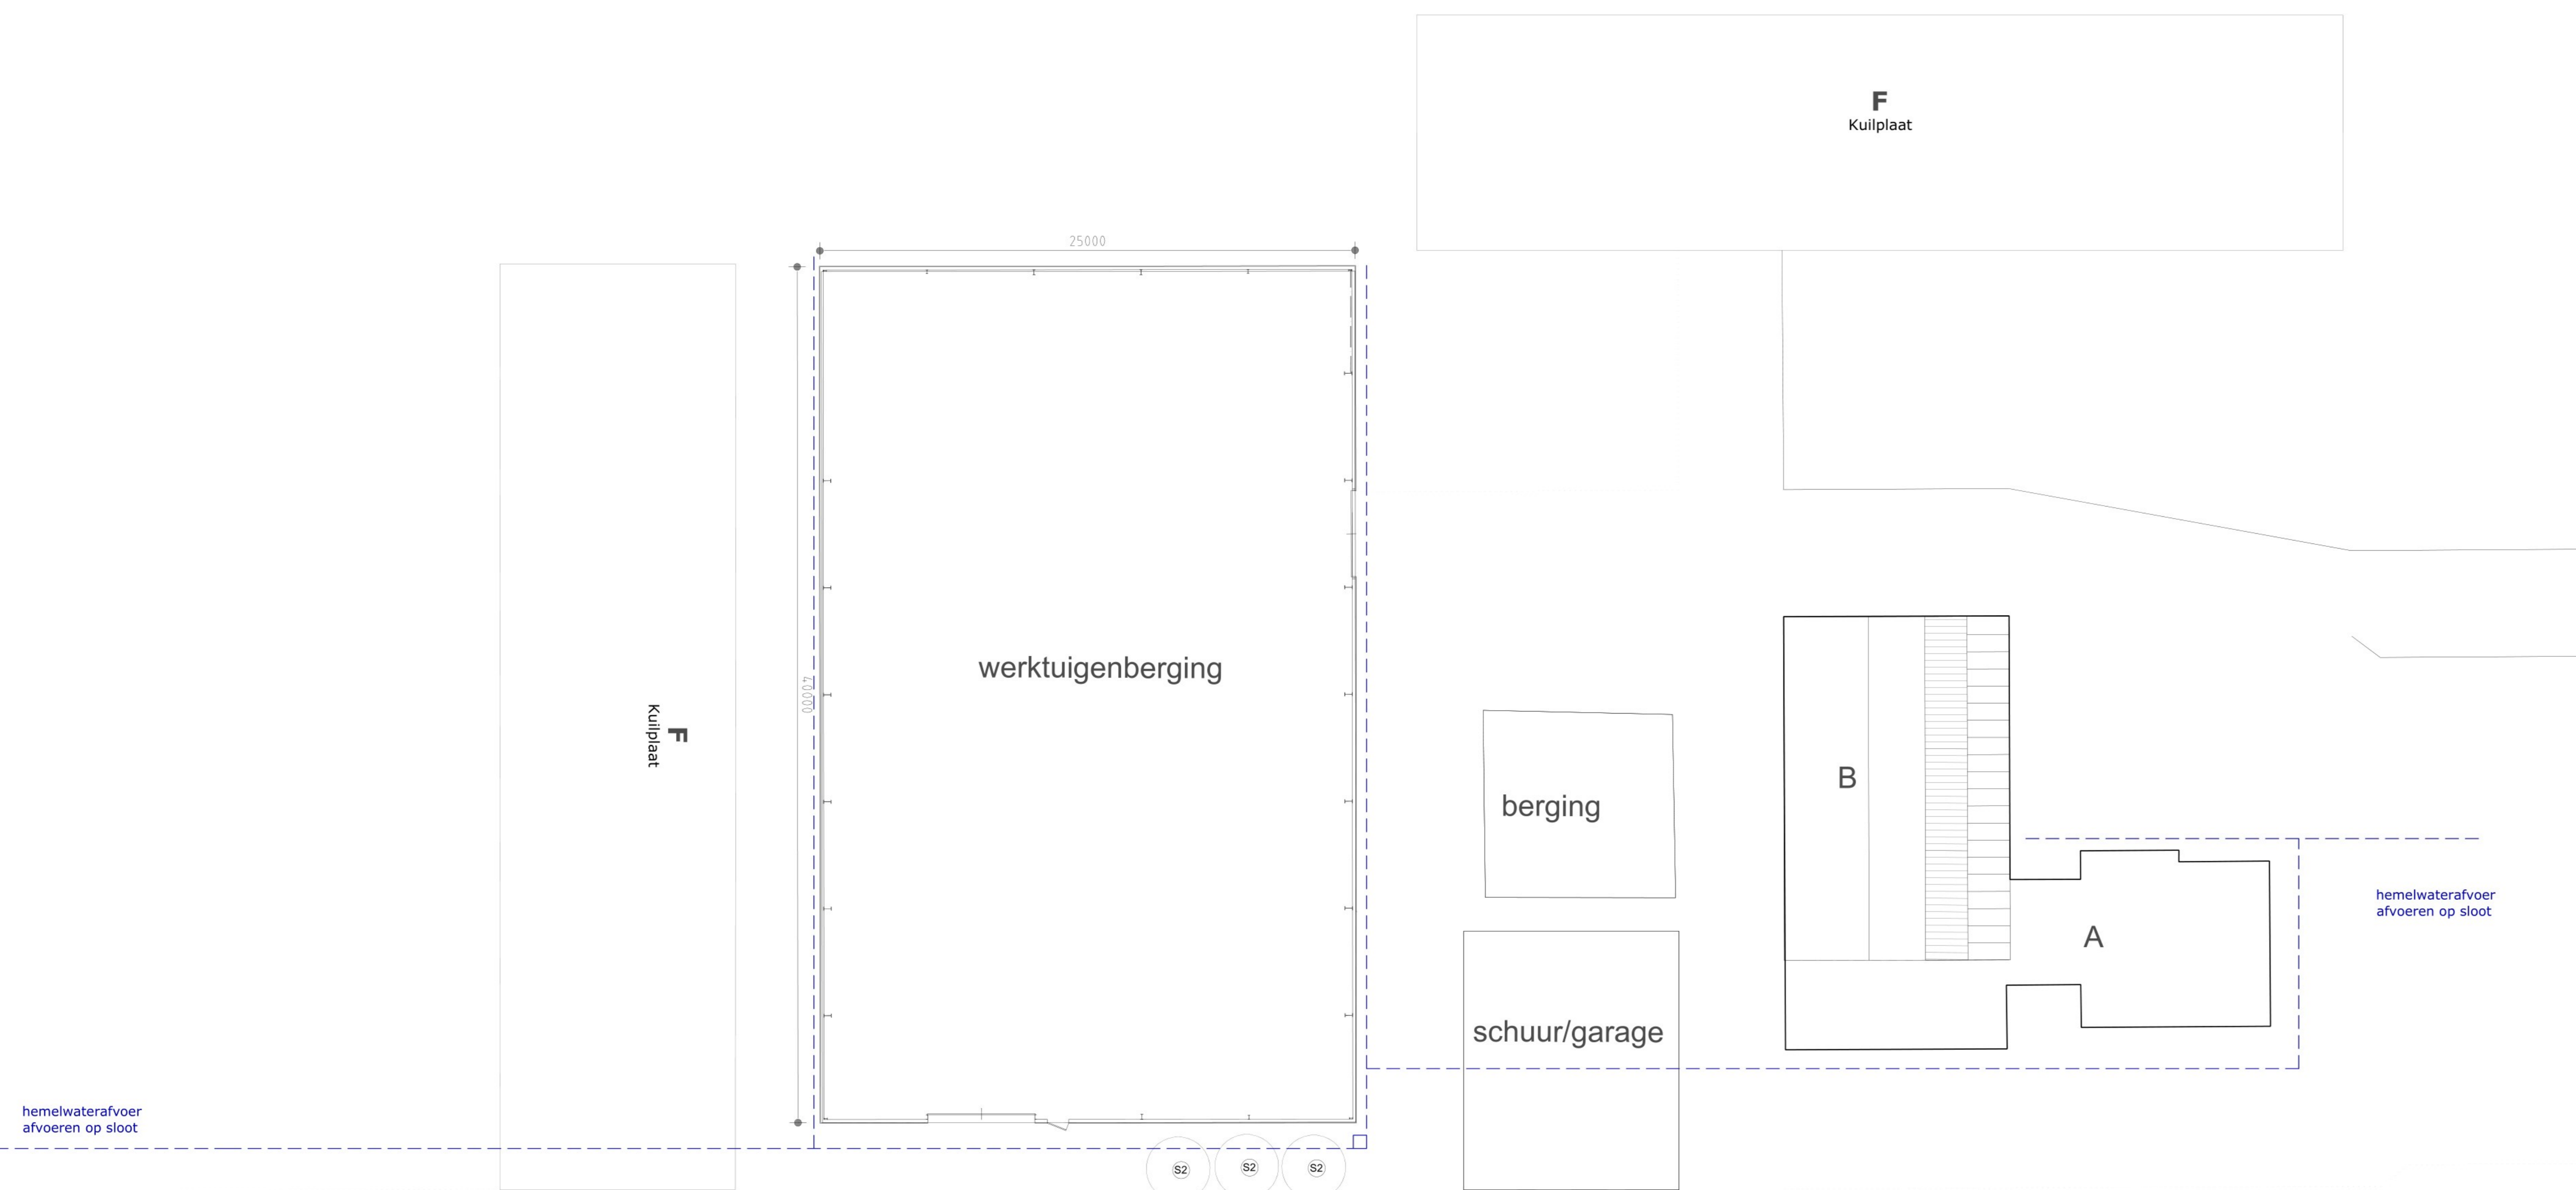 F
Kuilplaat
25000
40000
werktuigenberging
F
Kuilplaat
berging
B
A
hemelwaterafvoer
afvoeren op sloot
schuur/garage
hemelwaterafvoer
afvoeren op sloot
S2
S2
S2